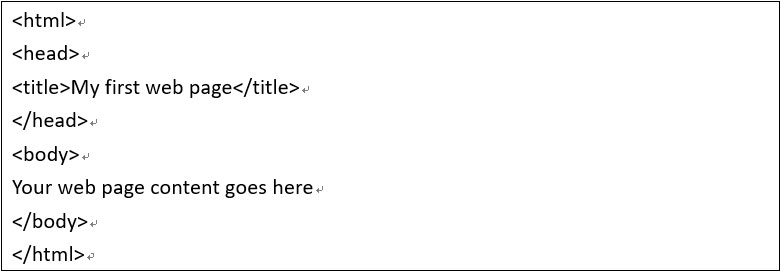 <html>
<head>
<title>My first web page</title>
</head>
<body>
Your web page content goes here
</body>
</html>